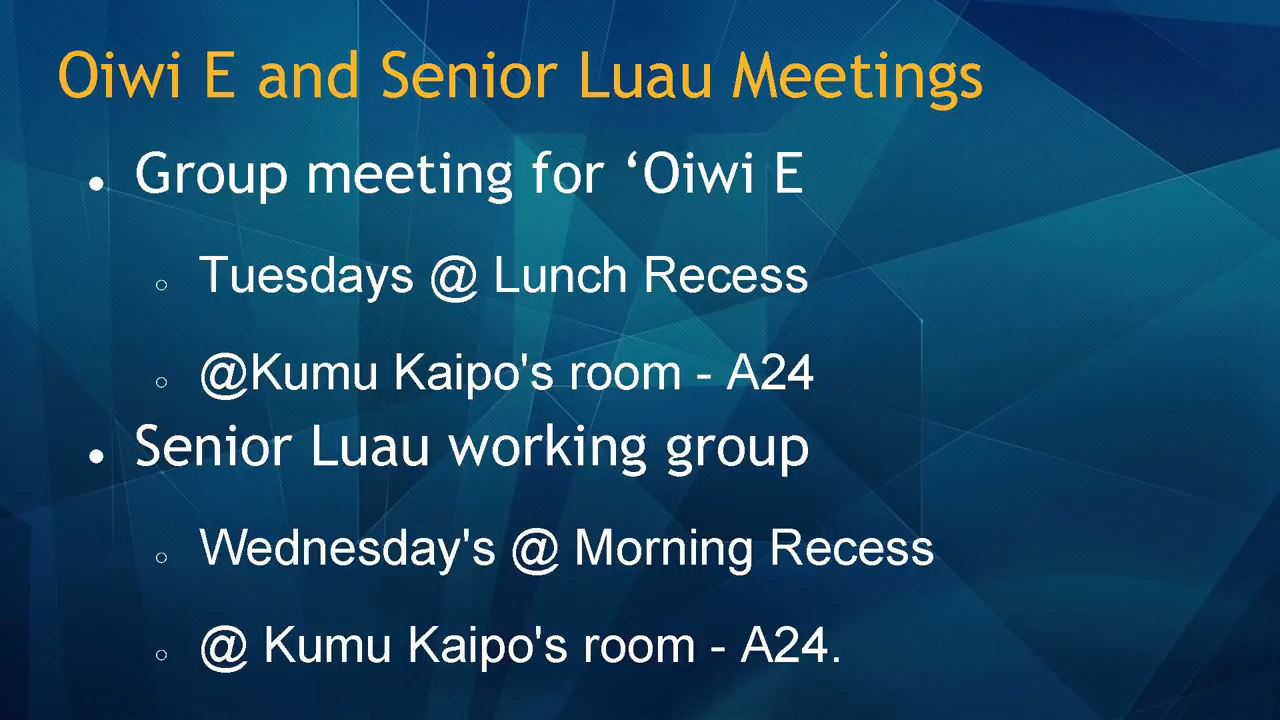 Oiwi E and Senior Luau Meetings
● Group meeting for ‘Oiwi E
○ Tuesdays @ Lunch Recess
○ @Kumu Kaipo's room - A24
● Senior Luau working group
○ Wednesday's @ Morning Recess
○ @ Kumu Kaipo's room - A24.